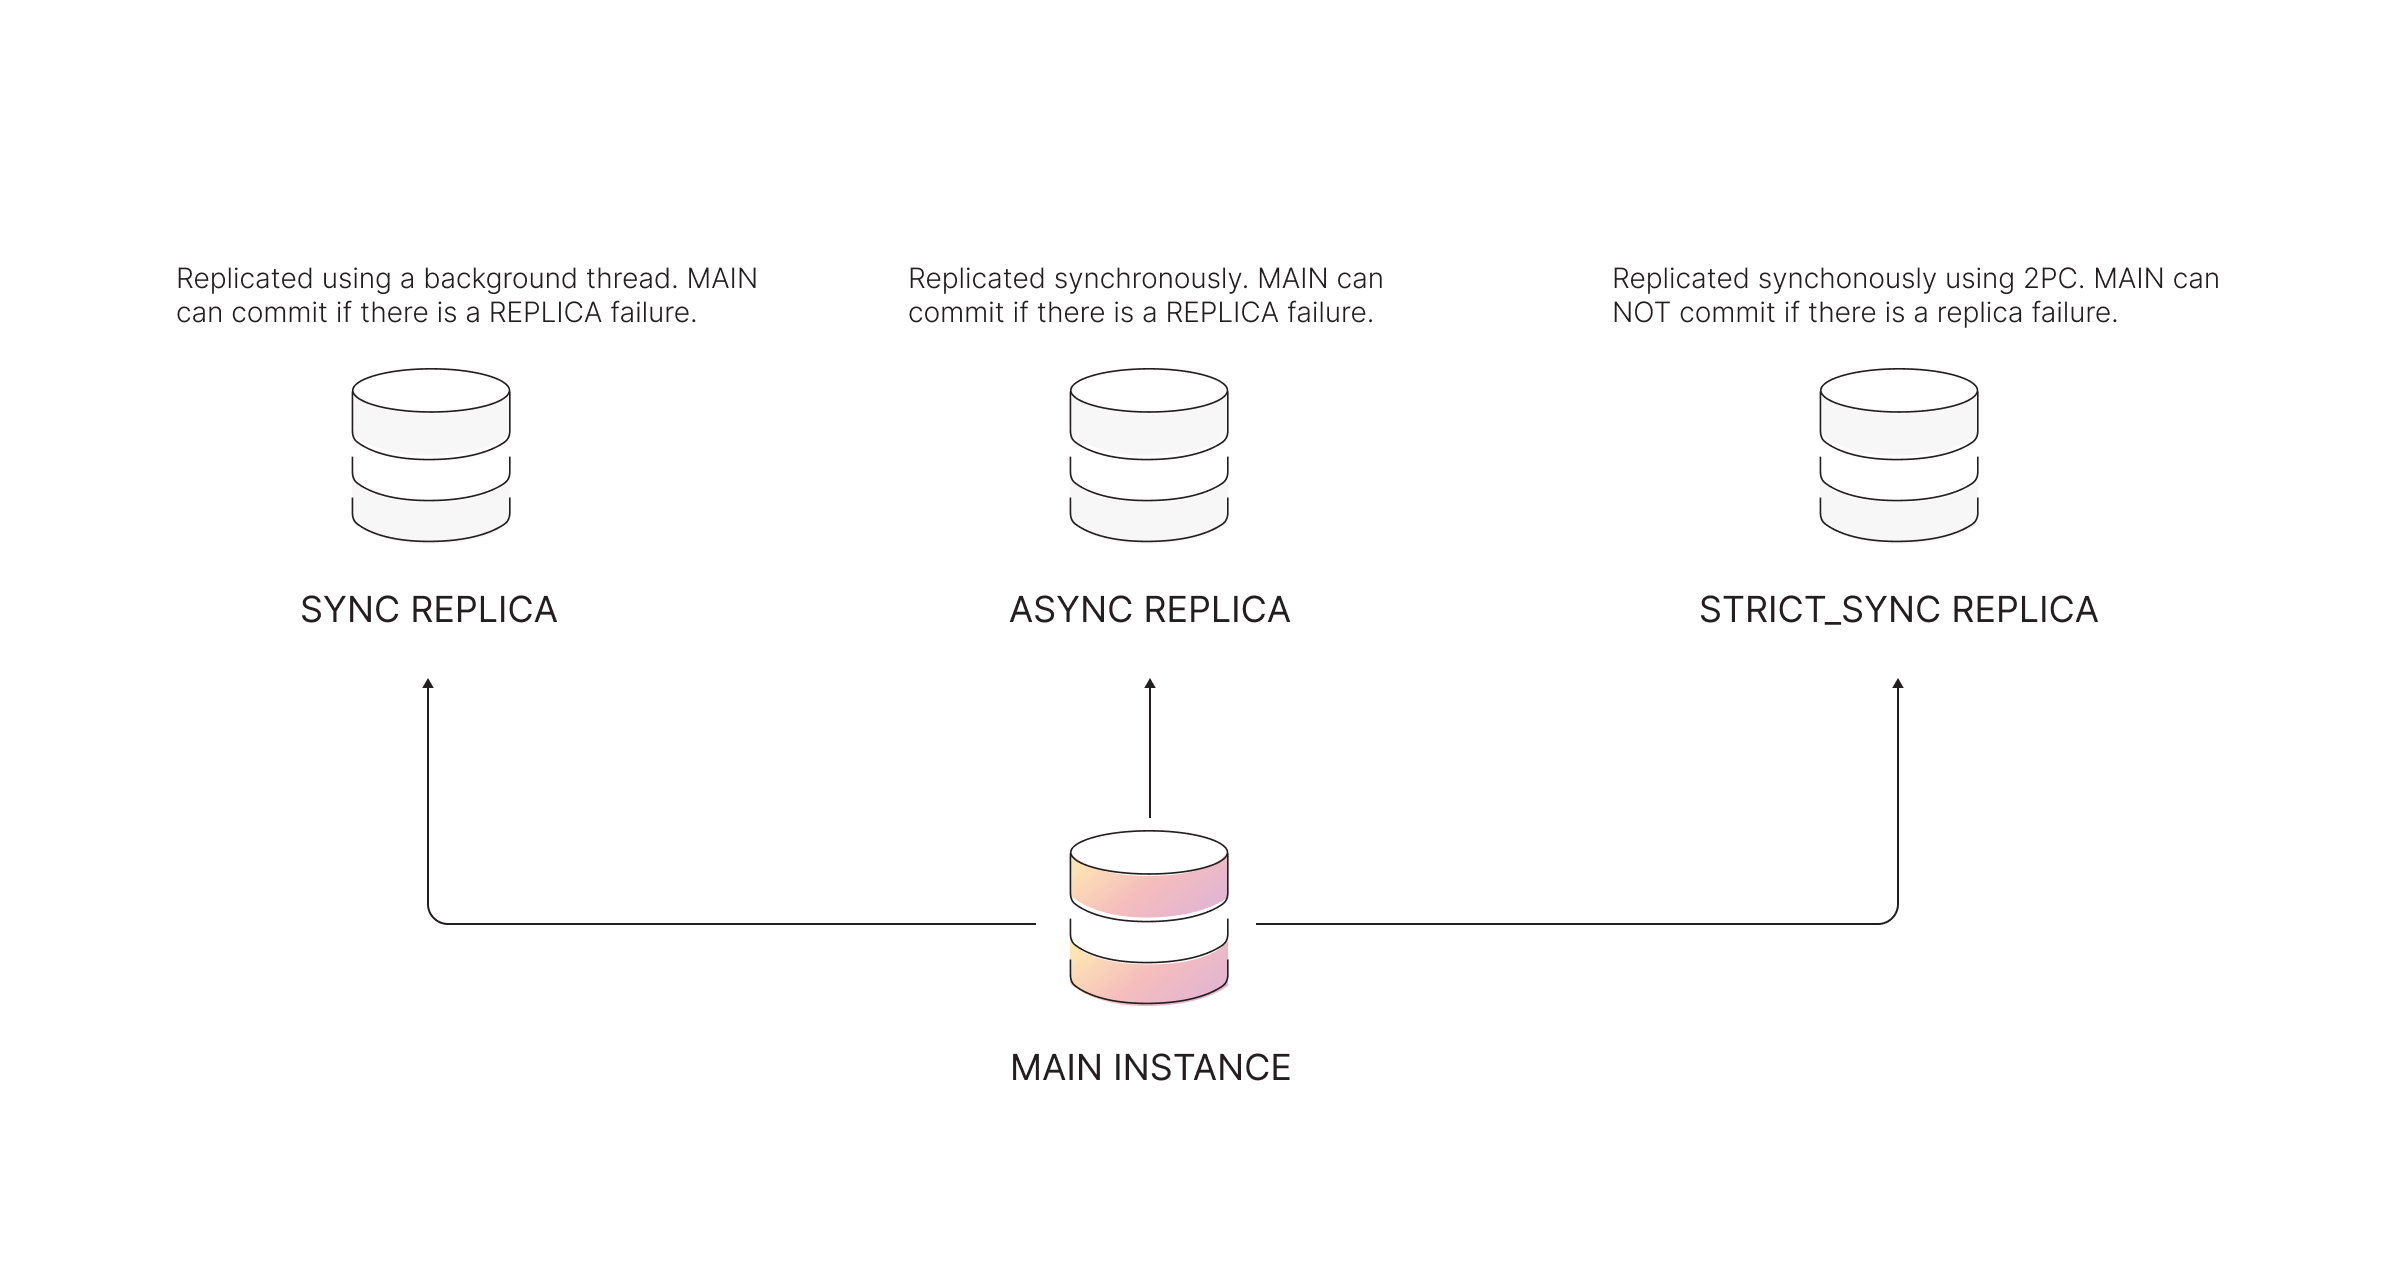 Replicated using a background thread. MAIN
can commit if there is a REPLICA failure.
Replicated synchronously. MAIN can
commit if there is a REPLICA failure.
Replicated synchonously using 2PC. MAIN can
NOT commit if there is a replica failure.
SYNC REPLICA
ASYNC REPLICA
STRICT_SYNC REPLICA
MAIN INSTANCE